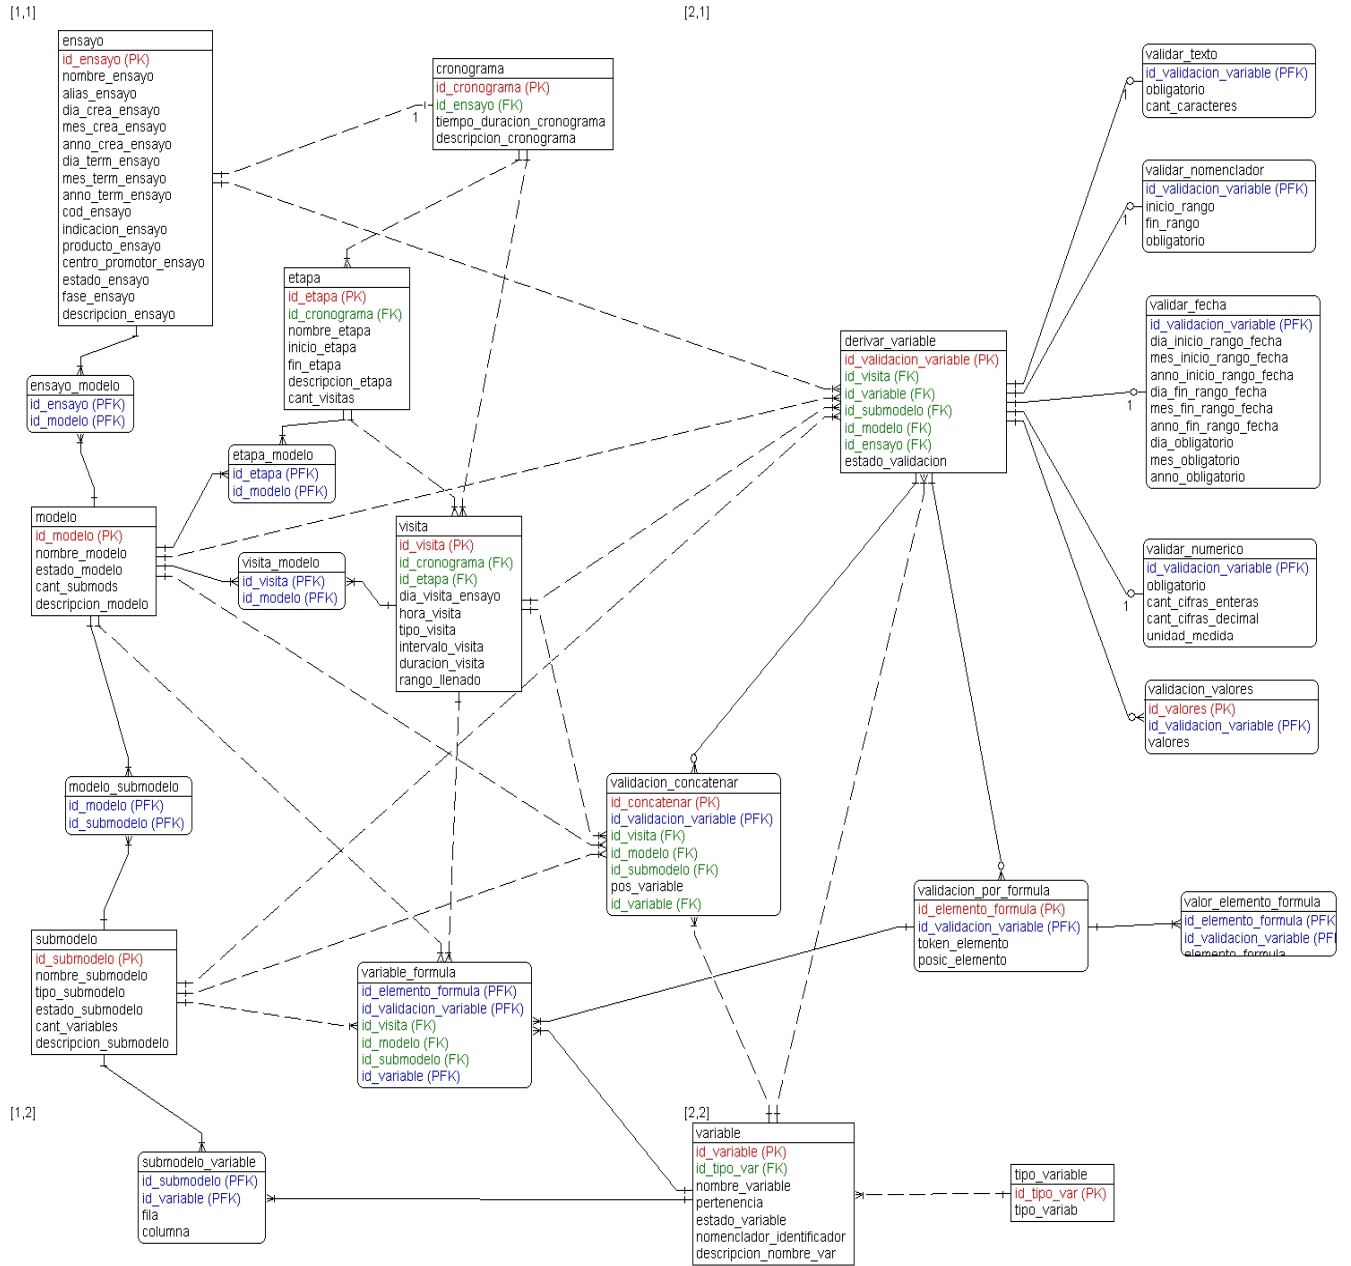 [1,1]
[2,1]
ensayo
id_ensayo (PK)
nombre_ensayo
alias_ensayo
dia_crea_ensayo
mes_crea_ensayo
anno_crea_ensayo
dia_term_ensayo
mes_term_ensayo
anno_term_ensayo
cod_ensayo
indicacion_ensayo
producto_ensayo
centro_promotor_ensayo
estado_ensayo
fase_ensayo
descripcion_ensayo
cronograma
id_cronograma (PK)
id_ensayo (FK)
tiempo_duracion_cronograma
descripcion_cronograma
1
validar_texto
id_validacion_variable (PFK)
obligatorio
cant_caracteres
1
validar_nomenclador
id_validacion_variable (PFK)
inicio_rango
fin_rango
obligatorio
1
etapa
id_etapa (PK)
id_cronograma (FK)
nombre_etapa
inicio_etapa
fin_etapa
descripcion_etapa
cant_visitas
validar_fecha
id_validacion_variable (PFK)
dia_inicio_rango_fecha
mes_inicio_rango_fecha
anno_inicio_rango_fecha
dia_fin_rango_fecha
mes_fin_rango_fecha
anno_fin_rango_fecha
dia_obligatorio
mes_obligatorio
anno_obligatorio
1
derivar_variable
id_validacion_variable (PK)
id_visita (FK)
id_variable (FK)
id_submodelo (FK)
id_modelo (FK)
id_ensayo (FK)
estado_validacion
ensayo_modelo
id_ensayo (PFK)
id_modelo (PFK)
etapa_modelo
id_etapa (PFK)
id_modelo (PFK)
modelo
id_modelo (PK)
nombre_modelo
estado_modelo
cant_submods
descripcion_modelo
visita_modelo
id_visita (PFK)
id_modelo (PFK)
visita
id_visita (PK)
id_cronograma (FK)
id_etapa (FK)
dia_visita_ensayo
hora_visita
tipo_visita
intervalo_visita
duracion_visita
rango_llenado
validar_numerico
id_validacion_variable (PFK)
obligatorio
cant_cifras_enteras
cant_cifras_decimal
unidad_medida
1
validacion_valores
id_valores (PK)
id_validacion_variable (PFK)
valores
modelo_submodelo
id_modelo (PFK)
id_submodelo (PFK)
validacion_concatenar
id_concatenar (PK)
id_validacion_variable (PFK)
id_visita (FK)
id_modelo (FK)
id_submodelo (FK)
pos_variable
id_variable (FK)
validacion_por_formula
id_elemento_formula (PK)
id_validacion_variable (PFK)
token_elemento
posic_elemento
valor_elemento_formula
id_elemento_formula (PFK
id_validacion_variable (PFI
elemento_formula
submodelo
id_submodelo (PK)
nombre_submodelo
tipo_submodelo
estado_submodelo
cant_variables
descripcion_submodelo
variable_formula
id_elemento_formula (PFK)
id_validacion_variable (PFK)
id_visita (FK)
id_modelo (FK)
id_submodelo (FK)
id_variable (PFK)
[1,2]
[2,2]
submodelo_variable
id_submodelo (PFK)
id_variable (PFK)
fila
columna
variable
id_variable (PK)
id_tipo_var (FK)
nombre_variable
pertenencia
estado_variable
nomenclador_identificador
descripcion_nombre_var
tipo_variable
id_tipo_var (PK)
tipo_variab